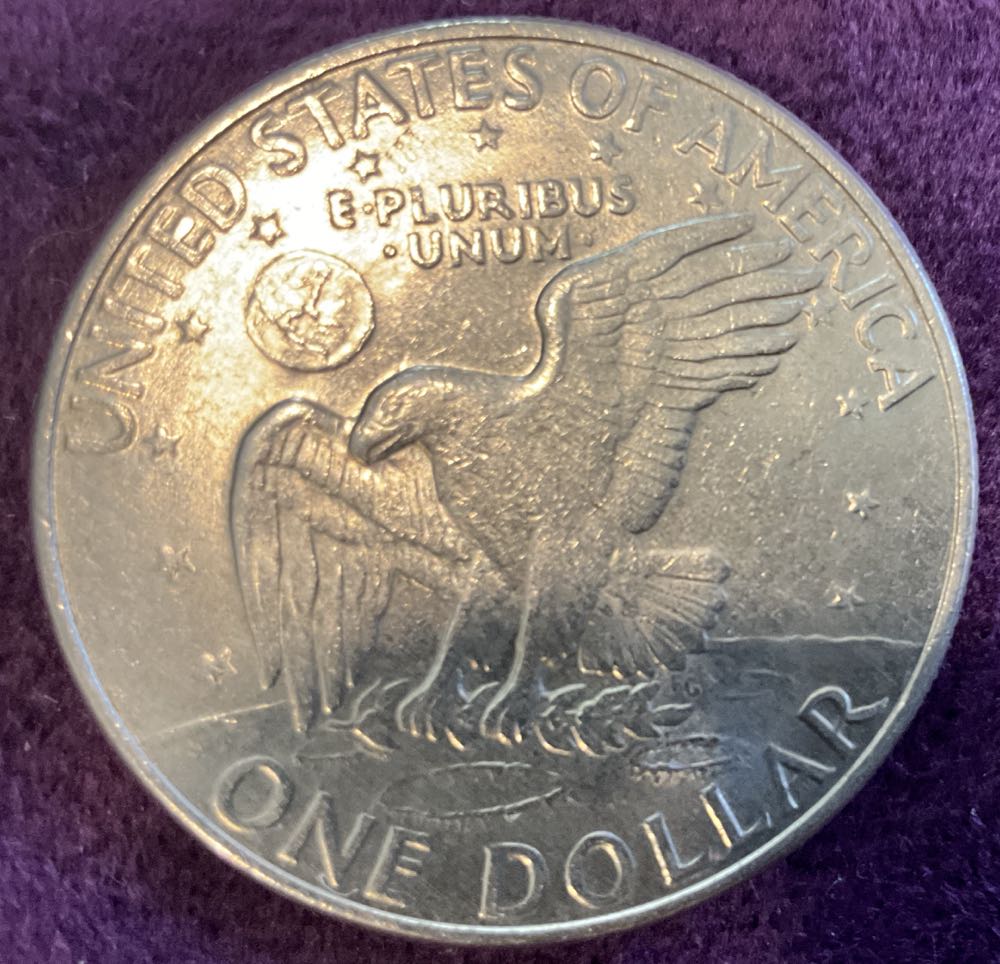 UNITED STATES OF AMERICA
E·PLURIBUS
·UNUM·
ONE DOLLAR